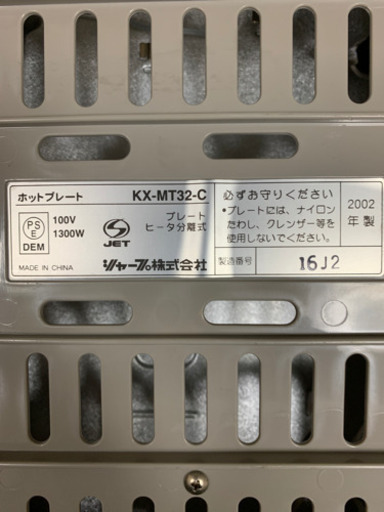 ホットプレート KX-MT32-C
PS
E
DEM
100V
1300W
JET
プレート
ヒータ分離式
MADE IN CHINA
シャープ株式会社
必ずお守りください
・プレートには、ナイロン
たわし、クレンザー等を
使用しないでください。
2002
年製
製造番号 16J2